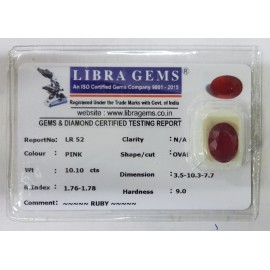 LIBRA GEMS®
An ISO Certified Gems Company 9001-2015
Registered Under the Trade Marks with Govt. of India
website : www.libragems.co.in
GEMS & DIAMOND CERTIFIED TESTING REPORT
ReportNo: LR 52 Clarity : N/A
Colour : PINK Shape/cut : OVAL
Wt : 10.10 cts Dimension : 3.5-10.3-7.7
R.Index : 1.76-1.78 Hardness : 9.0
Comment : ~~~~~ RUBY ~~~~~